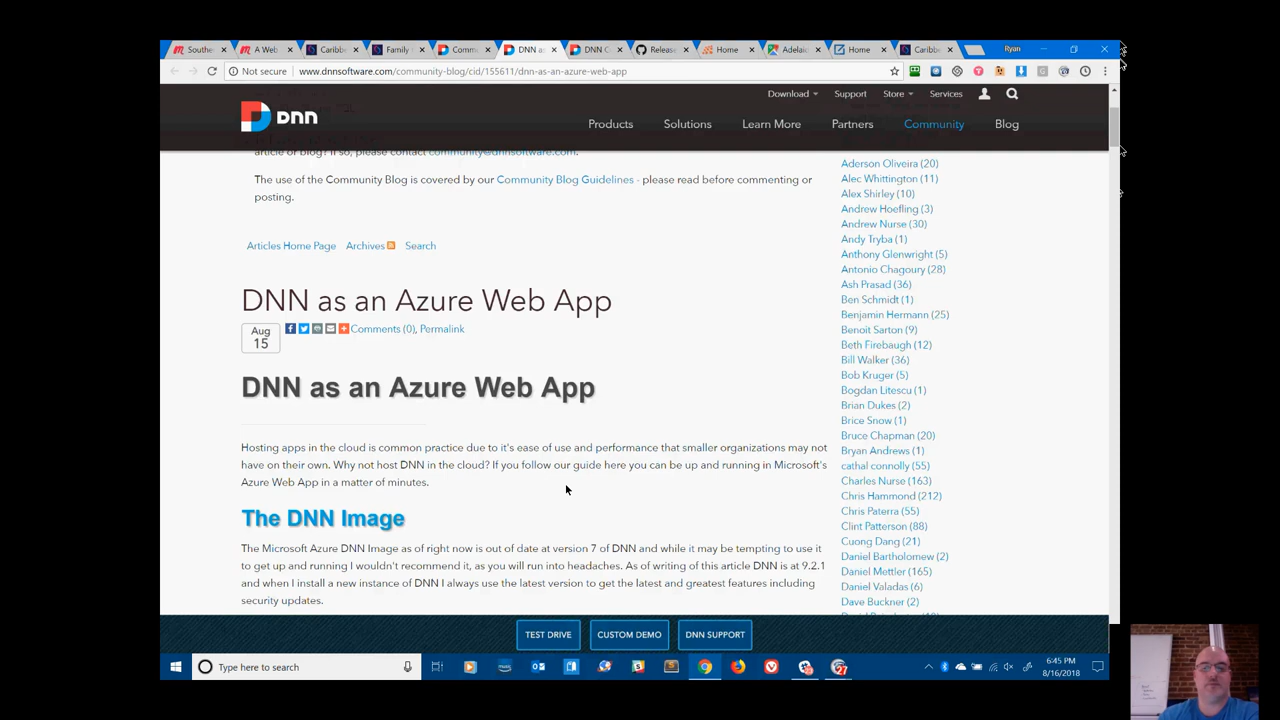 Southe
A Web
Caribbe
Family
Commu
DNN as
DNN C
Release
Home
Adelaid
Home
Caribbe
Ryan
Not secure
www.dnnsoftware.com/community-blog/cid/155611/dnn-as-an-azure-web-app
Download Support Store Services
DNN
Products Solutions Learn More Partners Community Blog
article or blog? If so, please contact community@dnnsoftware.com.
The use of the Community Blog is covered by our Community Blog Guidelines - please read before commenting or
posting.
Articles Home Page Archives Search
DNN as an Azure Web App
Aug
15
Comments (0), Permalink
DNN as an Azure Web App
Hosting apps in the cloud is common practice due to it's ease of use and performance that smaller organizations may not
have on their own. Why not host DNN in the cloud? If you follow our guide here you can be up and running in Microsoft's
Azure Web App in a matter of minutes.
The DNN Image
The Microsoft Azure DNN Image as of right now is out of date at version 7 of DNN and while it may be tempting to use it
to get up and running I wouldn't recommend it, as you will run into headaches. As of writing of this article DNN is at 9.2.1
and when I install a new instance of DNN I always use the latest version to get the latest and greatest features including
security updates.
Aderson Oliveira (20)
Alec Whittington (11)
Alex Shirley (10)
Andrew Hoefling (3)
Andrew Nurse (30)
Andy Tryba (1)
Anthony Glenwright (5)
Antonio Chagoury (28)
Ash Prasad (36)
Ben Schmidt (1)
Benjamin Hermann (25)
Benoit Sarton (9)
Beth Firebaugh (12)
Bill Walker (36)
Bob Kruger (5)
Bogdan Litescu (1)
Brian Dukes (2)
Brice Snow (1)
Bruce Chapman (20)
Bryan Andrews (1)
cathal connolly (55)
Charles Nurse (163)
Chris Hammond (212)
Chris Paterra (55)
Clint Patterson (88)
Cuong Dang (21)
Daniel Bartholomew (2)
Daniel Mettler (165)
Daniel Valadas (6)
Dave Buckner (2)
TEST DRIVE CUSTOM DEMO DNN SUPPORT
Type here to search
6:45 PM
8/16/2018